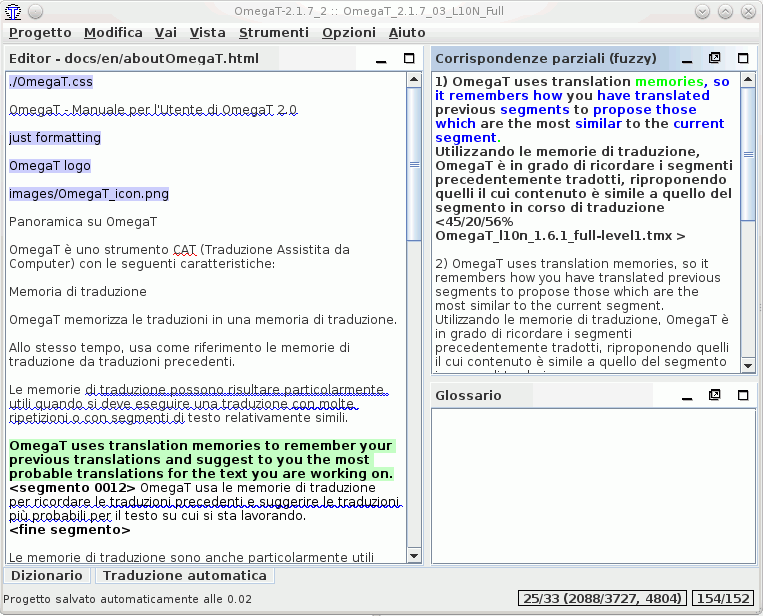 OmegaT-2.1.7_2 :: OmegaT_2.1.7_03_L10N_Full
Progetto Modifica Vai Vista Strumenti Opzioni Aiuto
Editor - docs/en/aboutOmegaT.html
./OmegaT.css
OmegaT - Manuale per l'Utente di OmegaT 2.0
just formatting
OmegaT logo
images/OmegaT_icon.png
Panoramica su OmegaT
OmegaT è uno strumento CAT (Traduzione Assistita da
Computer) con le seguenti caratteristiche:
Memoria di traduzione
OmegaT memorizza le traduzioni in una memoria di traduzione.
Allo stesso tempo, usa come riferimento le memorie di
traduzione da traduzioni precedenti.
Le memorie di traduzione possono risultare particolarmente
utili quando si deve eseguire una traduzione con molte
ripetizioni o con segmenti di testo relativamente simili.
OmegaT uses translation memories to remember your
previous translations and suggest to you the most
probable translations for the text you are working on.
<segmento 0012> OmegaT usa le memorie di traduzione
per ricordare le traduzioni precedenti e suggerire le traduzioni
più probabili per il testo su cui si sta lavorando.
<fine segmento>
Le memorie di traduzione sono anche particolarmente utili
Corrispondenze parziali (fuzzy)
1) OmegaT uses translation memories, so
it remembers how you have translated
previous segments to propose those
which are the most similar to the current
segment.
Utilizzando le memorie di traduzione,
OmegaT è in grado di ricordare i segmenti
precedentemente tradotti, riproponendo
quelli il cui contenuto è simile a quello del
segmento in corso di traduzione
<45/20/56%
OmegaT_l10n_1.6.1_full-level1.tmx >
2) OmegaT uses translation memories, so it
remembers how you have translated previous
segments to propose those which are the
most similar to the current segment.
Utilizzando le memorie di traduzione, OmegaT è
in grado di ricordare i segmenti
precedentemente tradotti, riproponendo quelli
il cui contenuto è simile a quello del segmento
Glossario
Dizionario Traduzione automatica
Progetto salvato automaticamente alle 0.02
25/33 (2088/3727, 4804) 154/152